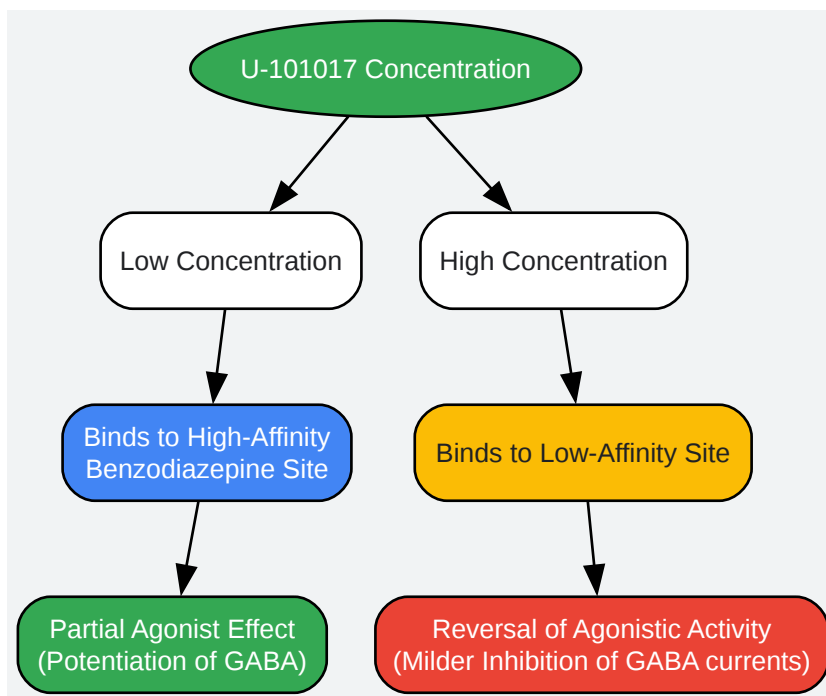 U-101017 Concentration
Low Concentration
High Concentration
Binds to High-Affinity
Benzodiazepine Site
Binds to Low-Affinity Site
Partial Agonist Effect
(Potentiation of GABA)
Reversal of Agonistic Activity
(Milder Inhibition of GABA currents)